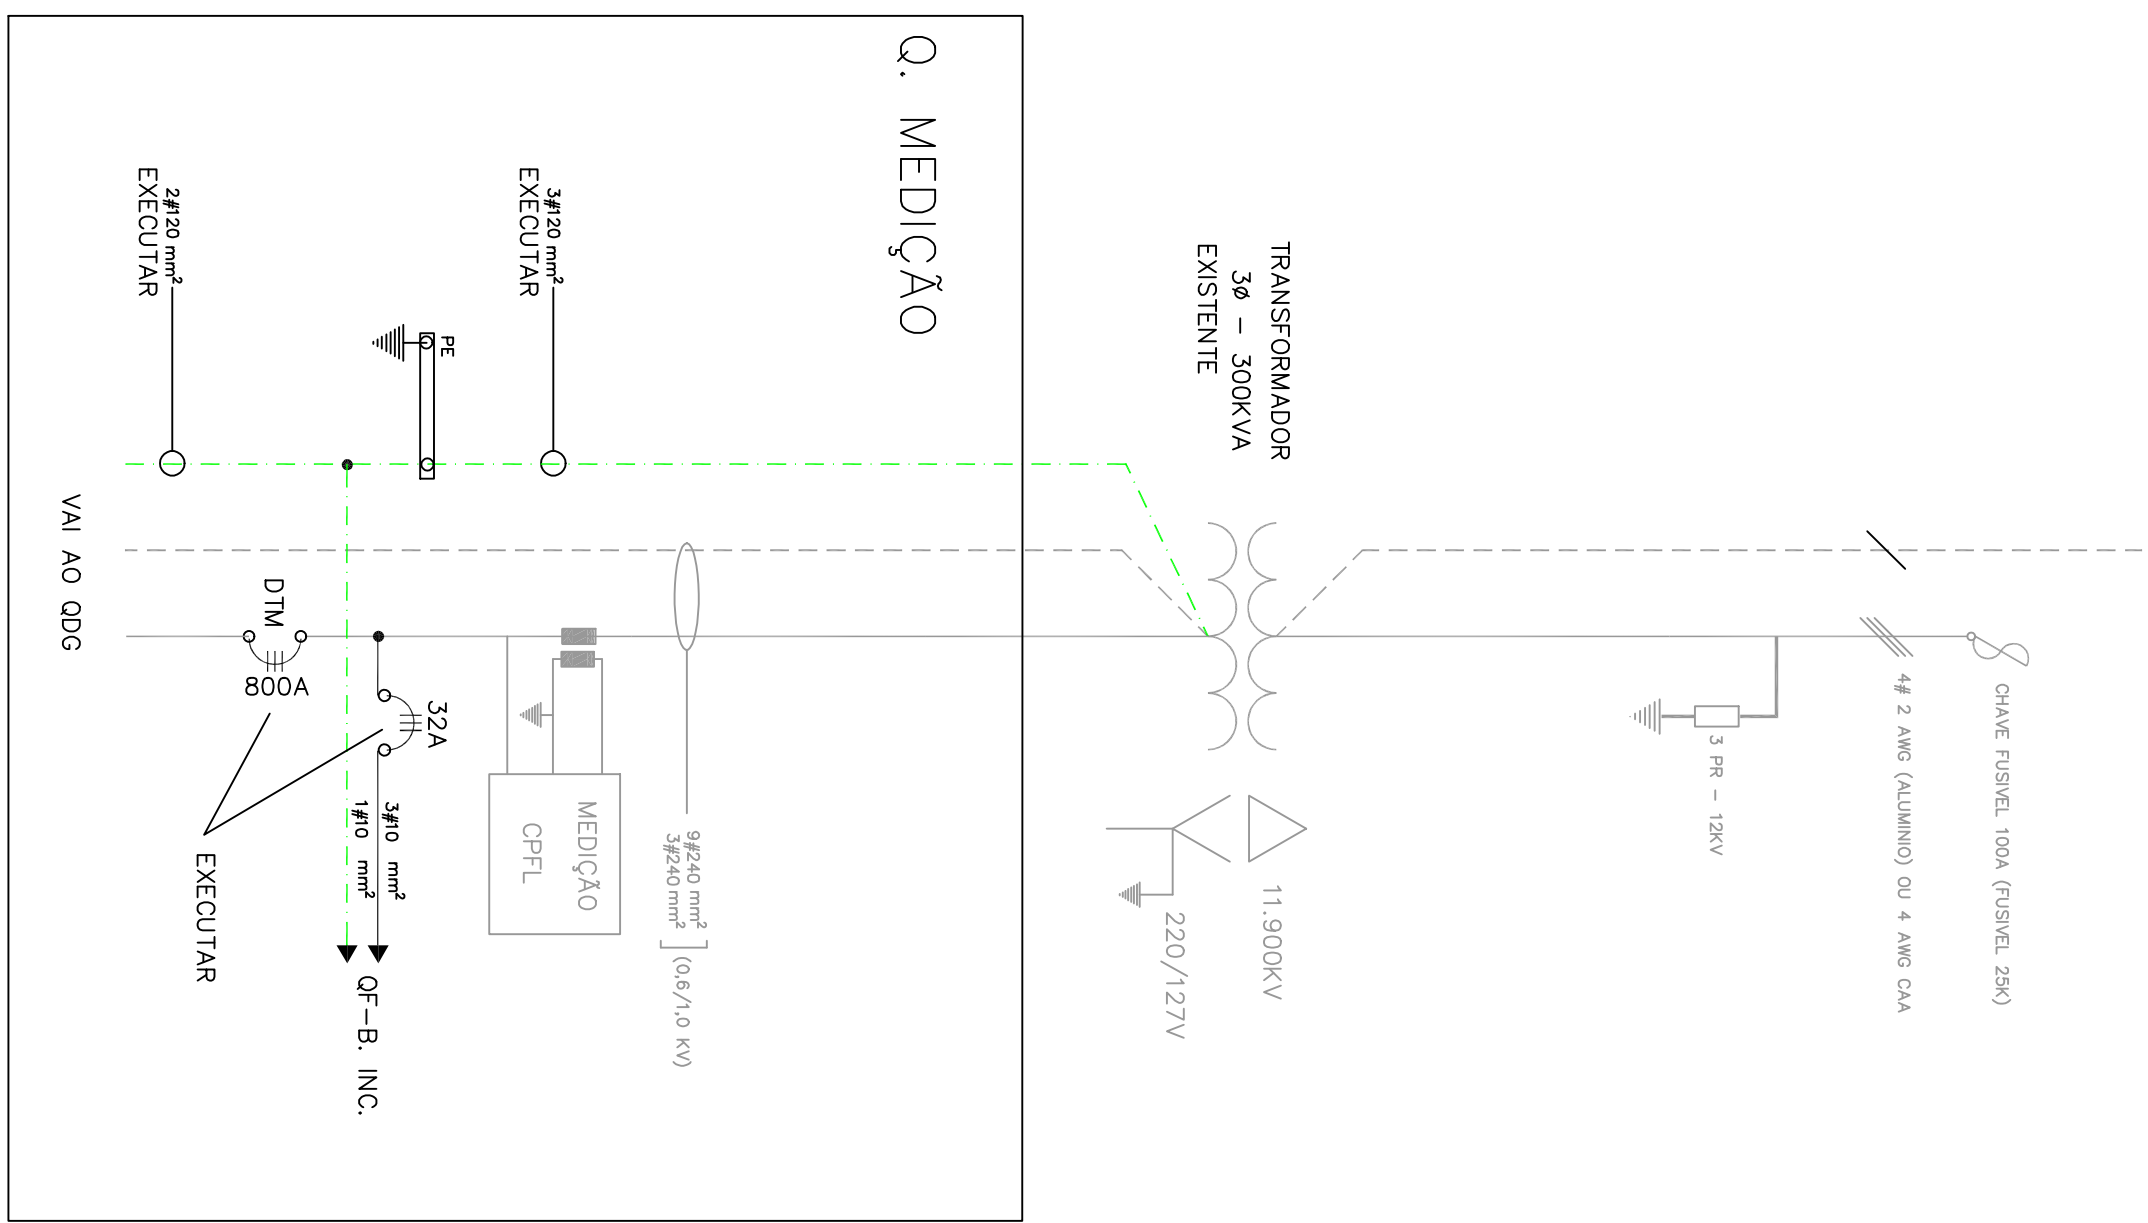 CHAVE FUSIVEL 100A (FUSIVEL 25K)
4# 2 AWG (ALUMINIO) OU 4 AWG CAA
3 PR - 12KV
TRANSFORMADOR
3Ø - 300KVA
EXISTENTE
11.900KV
220/127V
Q. MEDIÇÃO
9#240 mm²
3#240 mm²
(0,6/1,0 KV)
3#120 mm²
EXECUTAR
MEDIÇÃO
CPFL
PE
32A
3#10 mm²
1#10 mm²
QF-B. INC.
DTM
800A
EXECUTAR
2#120 mm²
EXECUTAR
VAI AO QDG